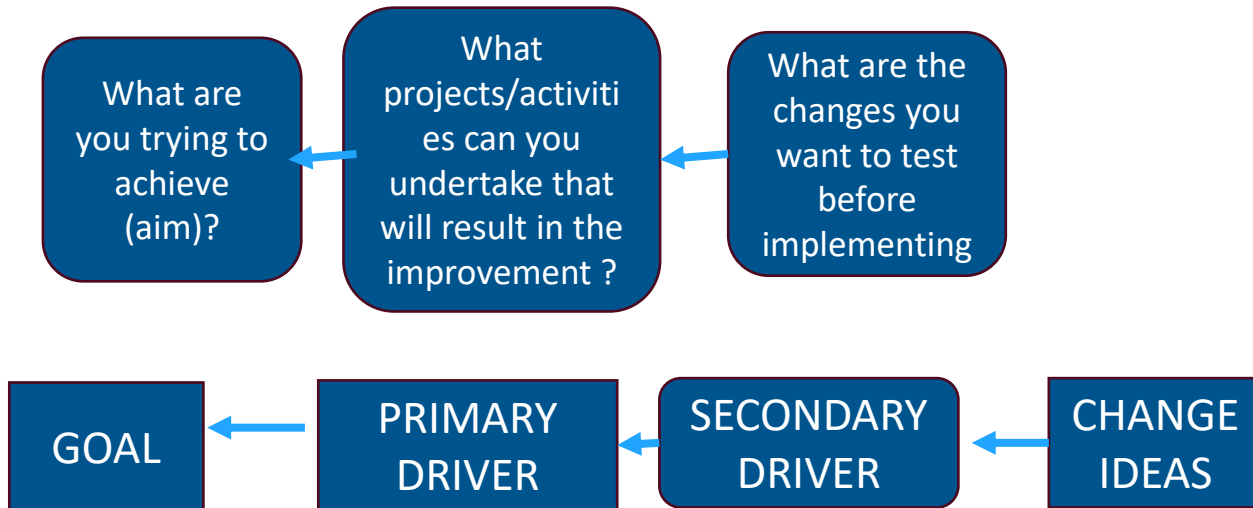 What are
you trying to
achieve
(aim)?
What
projects/activiti
es can you
undertake that
will result in the
improvement ?
What are the
changes you
want to test
before
implementing
GOAL
PRIMARY
DRIVER
SECONDARY
DRIVER
CHANGE
IDEAS